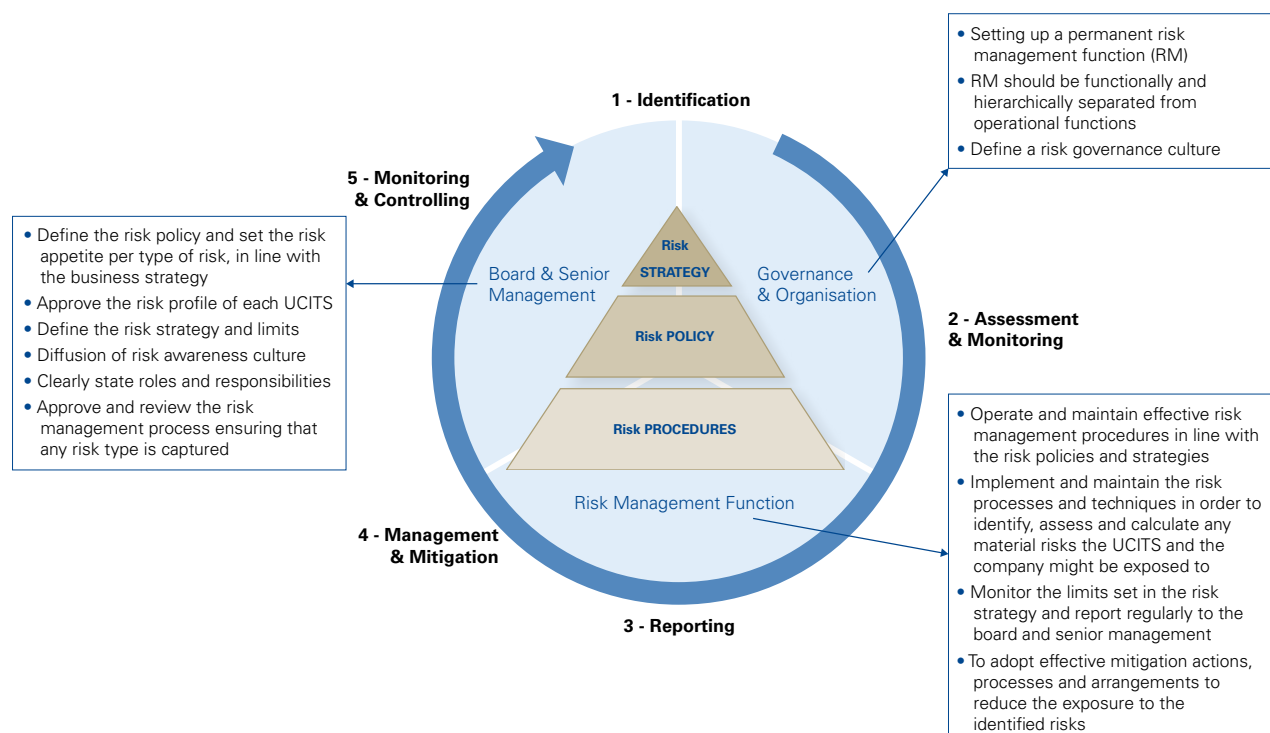 • Setting up a permanent risk
management function (RM)
• RM should be functionally and
hierarchically separated from
operational functions
• Define a risk governance culture
1 - Identification
5 - Monitoring
& Controlling
• Define the risk policy and set the risk
appetite per type of risk, in line with
the business strategy
• Approve the risk profile of each UCITS
• Define the risk strategy and limits
• Diffusion of risk awareness culture
• Clearly state roles and responsibilities
• Approve and review the risk
management process ensuring that
any risk type is captured
Board & Senior
Management
Risk
STRATEGY
Governance
& Organisation
Risk POLICY
Risk PROCEDURES
2 - Assessment
& Monitoring
Risk Management Function
4 - Management
& Mitigation
3 - Reporting
• Operate and maintain effective risk
management procedures in line with
the risk policies and strategies
• Implement and maintain the risk
processes and techniques in order to
identify, assess and calculate any
material risks the UCITS and the
company might be exposed to
• Monitor the limits set in the risk
strategy and report regularly to the
board and senior management
• To adopt effective mitigation actions,
processes and arrangements to
reduce the exposure to the
identified risks